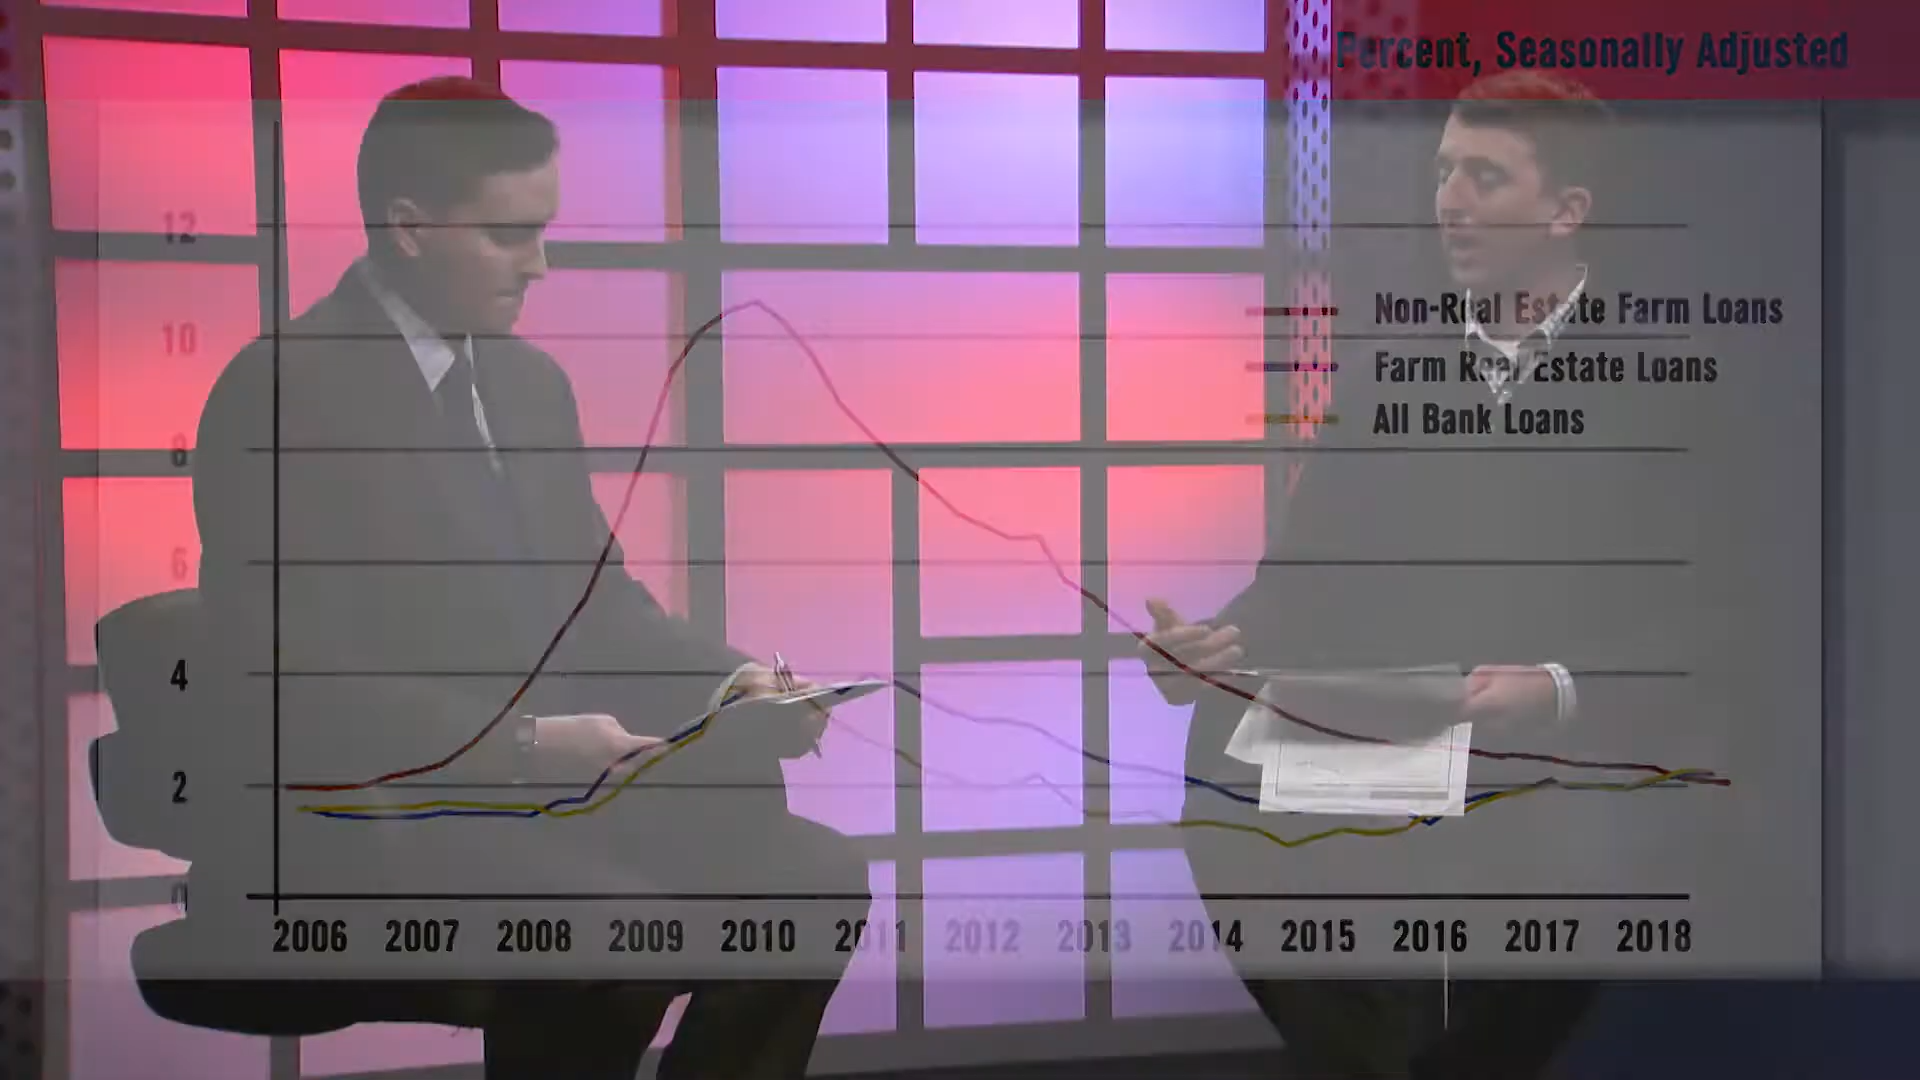 Percent, Seasonally Adjusted
12
10
8
6
4
2
0
Non-Real Estate Farm Loans
Farm Real Estate Loans
All Bank Loans
2006 2007 2008 2009 2010 2011 2012 2013 2014 2015 2016 2017 2018